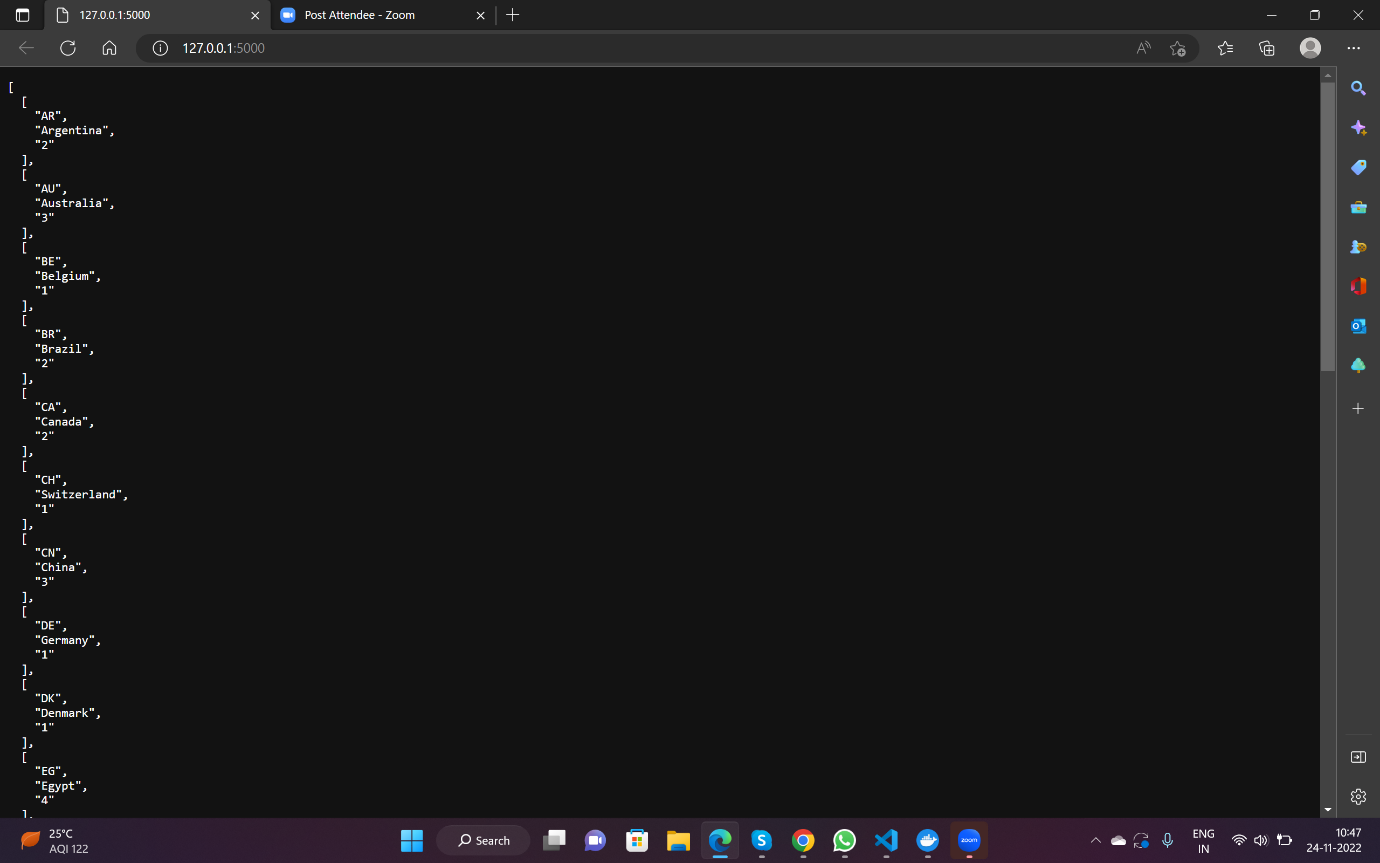 127.0.0.1:5000
Post Attendee - Zoom
127.0.0.1:5000
[
[
"AR",
"Argentina",
"2"
],
[
"AU",
"Australia",
"3"
],
[
"BE",
"Belgium",
"1"
],
[
"BR",
"Brazil",
"2"
],
[
"CA",
"Canada",
"2"
],
[
"CH",
"Switzerland",
"1"
],
[
"CN",
"China",
"3"
],
[
"DE",
"Germany",
"1"
],
[
"DK",
"Denmark",
"1"
],
[
"EG",
"Egypt",
"4"
],
25°C
AQI 122
Search
zoom
ENG
IN
10:47
24-11-2022